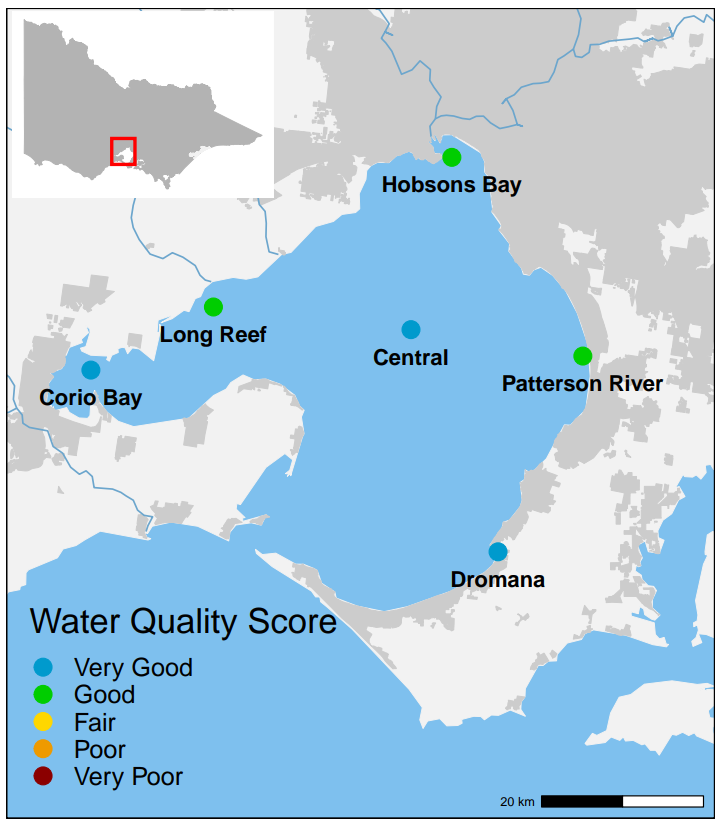 Hobsons Bay
Long Reef
Central
Corio Bay
Patterson River
Dromana
Water Quality Score
Very Good
Good
Fair
Poor
Very Poor
20 km